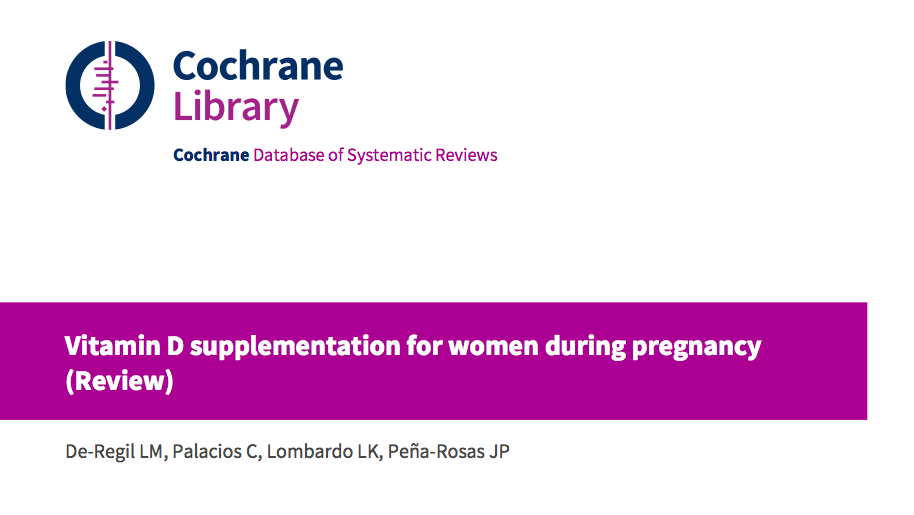 Cochrane
Library
Cochrane Database of Systematic Reviews
Vitamin D supplementation for women during pregnancy
(Review)
De-Regil LM, Palacios C, Lombardo LK, Peña-Rosas JP